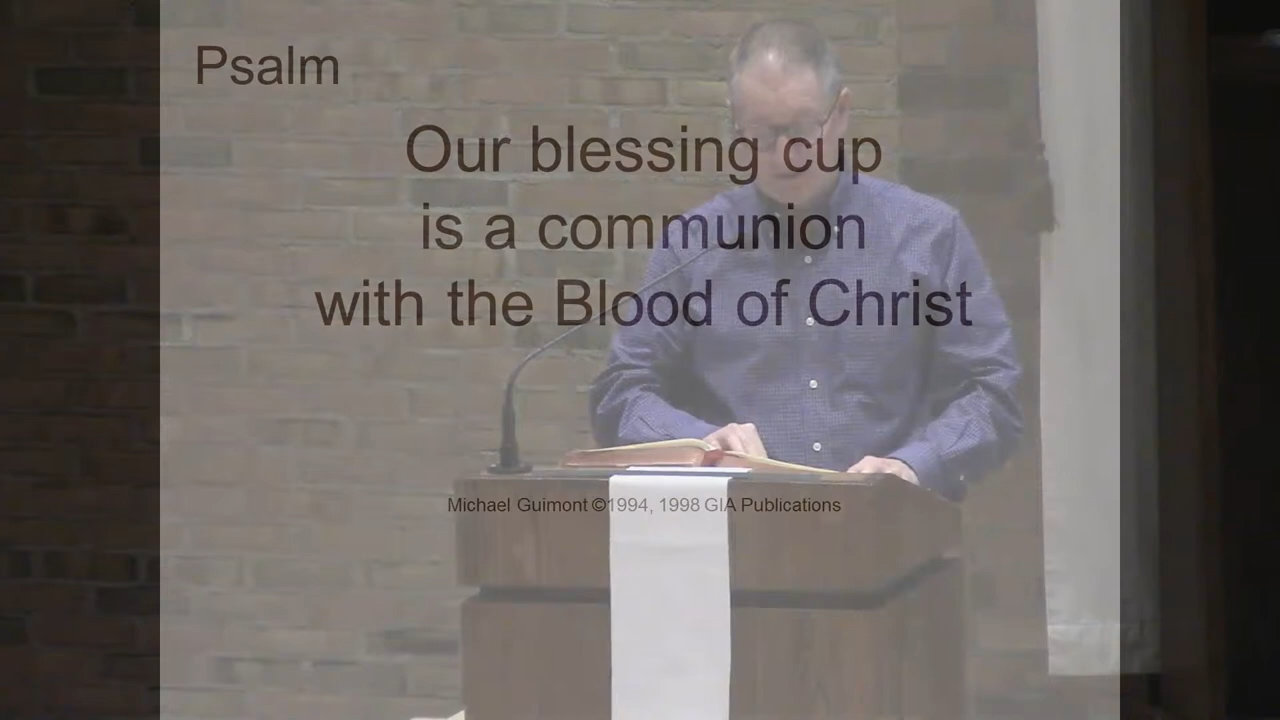 Psalm
Our blessing cup
is a communion
with the Blood of Christ
Michael Guimont ©1994, 1998 GIA Publications